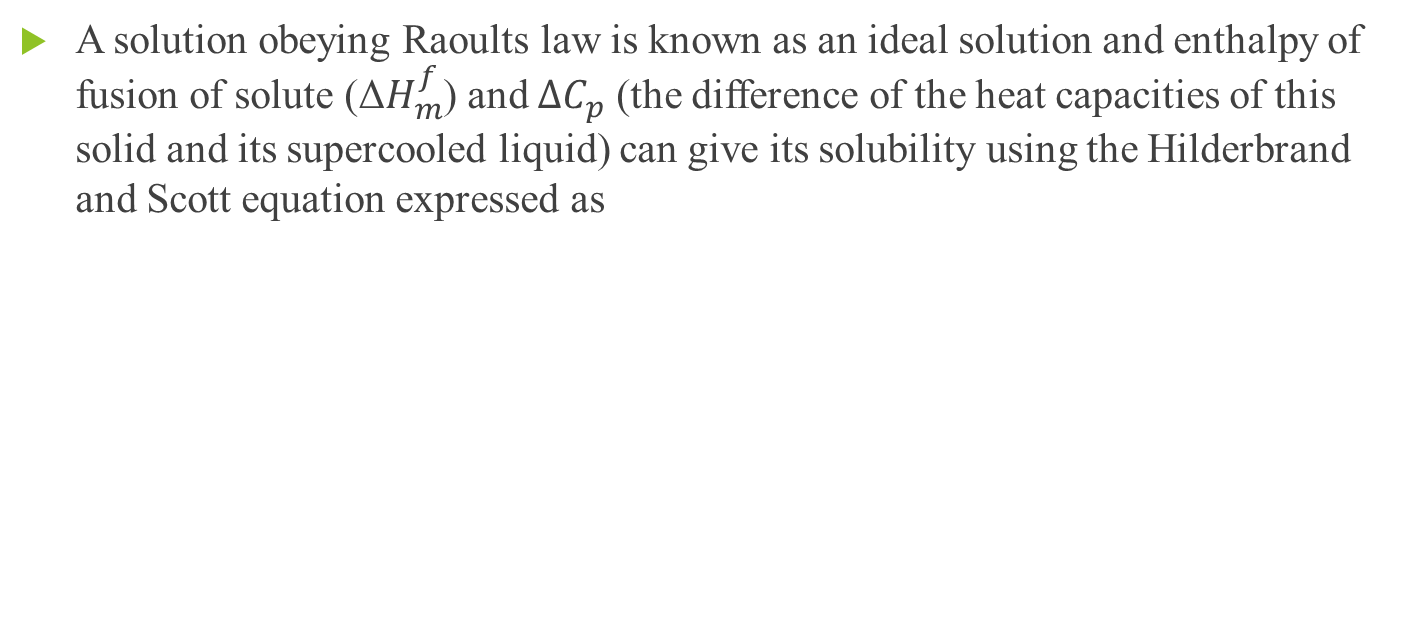 A solution obeying Raoults law is known as an ideal solution and enthalpy of
fusion of solute (ΔH_m^f) and ΔC_p (the difference of the heat capacities of this
solid and its supercooled liquid) can give its solubility using the Hilderbrand
and Scott equation expressed as